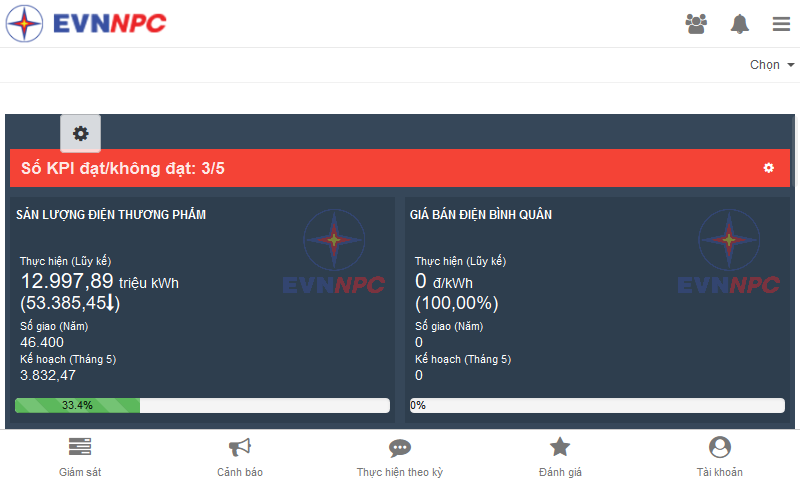 EVNNPC
Chọn
Số KPI đạt/không đạt: 3/5
SẢN LƯỢNG ĐIỆN THƯƠNG PHẨM
EVNNPC
Thực hiện (Lũy kế)
12.997,89 triệu kWh
(53.385,45⬇)
Số giao (Năm)
46.400
Kế hoạch (Tháng 5)
3.832,47
33.4%
GIÁ BÁN ĐIỆN BÌNH QUÂN
EVNNPC
Thực hiện (Lũy kế)
0 đ/kWh
(100,00%)
Số giao (Năm)
0
Kế hoạch (Tháng 5)
0
0%
Giám sát
Cảnh báo
Thực hiện theo kỳ
Đánh giá
Tài khoản